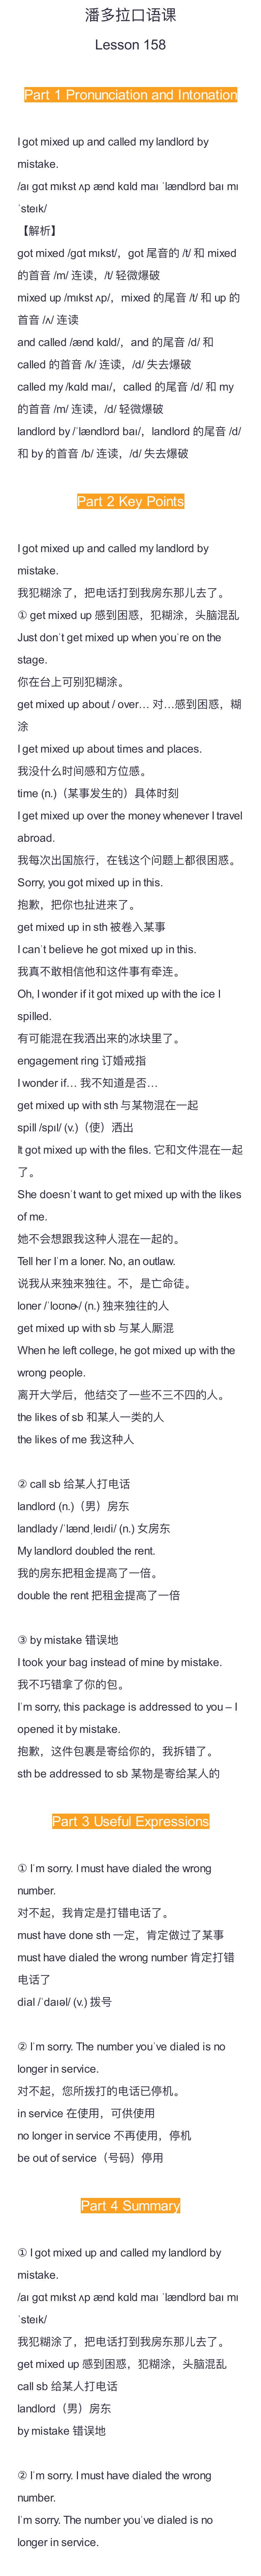 潘多拉口语课
Lesson 158
Part 1 Pronunciation and Intonation
I got mixed up and called my landlord by
mistake.
/aɪ ɡɑt mɪkst ʌp ænd kɑld maɪ ˈlændlɔrd baɪ mɪ
ˈsteɪk/
【解析】
got mixed /ɡɑt mɪkst/，got 尾音的 /t/ 和 mixed
的首音 /m/ 连读，/t/ 轻微爆破
mixed up /mɪkst ʌp/，mixed 的尾音 /t/ 和 up 的
首音 /ʌ/ 连读
and called /ænd kɑld/，and 的尾音 /d/ 和
called 的首音 /k/ 连读，/d/ 失去爆破
called my /kɑld maɪ/，called 的尾音 /d/ 和 my
的首音 /m/ 连读，/d/ 轻微爆破
landlord by /ˈlændlɔrd baɪ/，landlord 的尾音 /d/
和 by 的首音 /b/ 连读，/d/ 失去爆破
Part 2 Key Points
I got mixed up and called my landlord by
mistake.
我犯糊涂了，把电话打到我房东那儿去了。
① get mixed up 感到困惑，犯糊涂，头脑混乱
Just don't get mixed up when you're on the
stage.
你在台上可别犯糊涂。
get mixed up about / over… 对…感到困惑，糊
涂
I get mixed up about times and places.
我没什么时间感和方位感。
time (n.)（某事发生的）具体时刻
I get mixed up over the money whenever I travel
abroad.
我每次出国旅行，在钱这个问题上都很困惑。
Sorry, you got mixed up in this.
抱歉，把你也扯进来了。
get mixed up in sth 被卷入某事
I can't believe he got mixed up in this.
我真不敢相信他和这件事有牵连。
Oh, I wonder if it got mixed up with the ice I
spilled.
有可能混在我洒出来的冰块里了。
engagement ring 订婚戒指
I wonder if… 我不知道是否…
get mixed up with sth 与某物混在一起
spill /spɪl/ (v.)（使）洒出
It got mixed up with the files. 它和文件混在一起
了。
She doesn't want to get mixed up with the likes
of me.
她不会想跟我这种人混在一起的。
Tell her I'm a loner. No, an outlaw.
说我从来独来独往。不，是亡命徒。
loner /ˈloʊnɚ/ (n.) 独来独往的人
get mixed up with sb 与某人厮混
When he left college, he got mixed up with the
wrong people.
离开大学后，他结交了一些不三不四的人。
the likes of sb 和某人一类的人
the likes of me 我这种人
② call sb 给某人打电话
landlord (n.)（男）房东
landlady /ˈlændˌleɪdi/ (n.) 女房东
My landlord doubled the rent.
我的房东把租金提高了一倍。
double the rent 把租金提高了一倍
③ by mistake 错误地
I took your bag instead of mine by mistake.
我不巧错拿了你的包。
I'm sorry, this package is addressed to you – I
opened it by mistake.
抱歉，这件包裹是寄给你的，我拆错了。
sth be addressed to sb 某物是寄给某人的
Part 3 Useful Expressions
① I'm sorry. I must have dialed the wrong
number.
对不起，我肯定是打错电话了。
must have done sth 一定，肯定做过了某事
must have dialed the wrong number 肯定打错
电话了
dial /ˈdaɪəl/ (v.) 拨号
② I'm sorry. The number you've dialed is no
longer in service.
对不起，您所拨打的电话已停机。
in service 在使用，可供使用
no longer in service 不再使用，停机
be out of service（号码）停用
Part 4 Summary
① I got mixed up and called my landlord by
mistake.
/aɪ ɡɑt mɪkst ʌp ænd kɑld maɪ ˈlændlɔrd baɪ mɪ
ˈsteɪk/
我犯糊涂了，把电话打到我房东那儿去了。
get mixed up 感到困惑，犯糊涂，头脑混乱
call sb 给某人打电话
landlord（男）房东
by mistake 错误地
② I'm sorry. I must have dialed the wrong
number.
I'm sorry. The number you've dialed is no
longer in service.